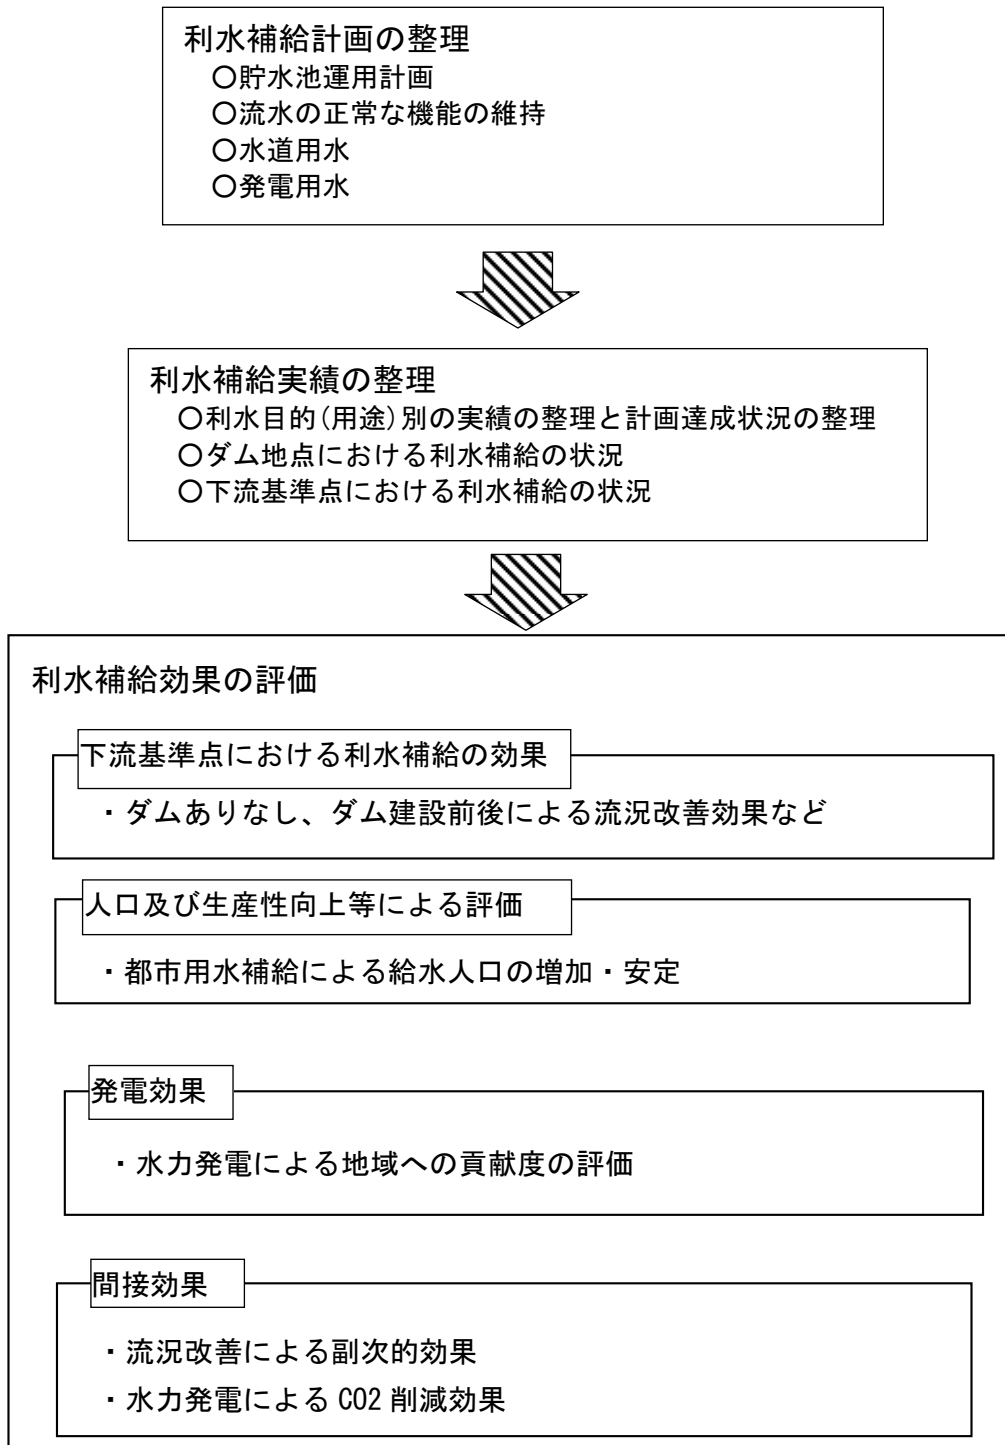 利水補給計画の整理
○貯水池運用計画
○流水の正常な機能の維持
○水道用水
○発電用水
利水補給実績の整理
○利水目的(用途)別の実績の整理と計画達成状況の整理
○ダム地点における利水補給の状況
○下流基準点における利水補給の状況
利水補給効果の評価
下流基準点における利水補給の効果
・ダムありなし、ダム建設前後による流況改善効果など
人口及び生産性向上等による評価
・都市用水補給による給水人口の増加・安定
発電効果
・水力発電による地域への貢献度の評価
間接効果
・流況改善による副次的効果
・水力発電による CO2 削減効果